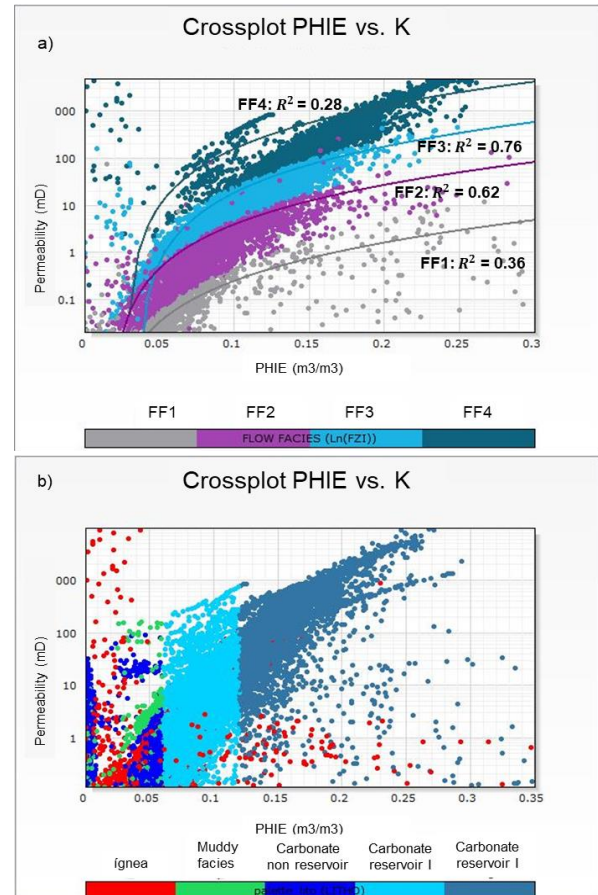 Crossplot PHIE vs. K
a)
FF4: R² = 0.28
FF3: R² = 0.76
FF2: R² = 0.62
FF1: R² = 0.36
Permeability (mD)
000
100
10
1
0.1
0 0.05 0.1 0.15 0.2 0.25 0.3
PHIE (m3/m3)
FF1 FF2 FF3 FF4
FLOW FACIES (Ln(FZI))
b)
Crossplot PHIE vs. K
Permeability (mD)
000
100
10
1
0 0.05 0.1 0.15 0.2 0.25 0.3 0.35
PHIE (m3/m3)
ígnea Muddy facies Carbonate non reservoir Carbonate reservoir I Carbonate reservoir I